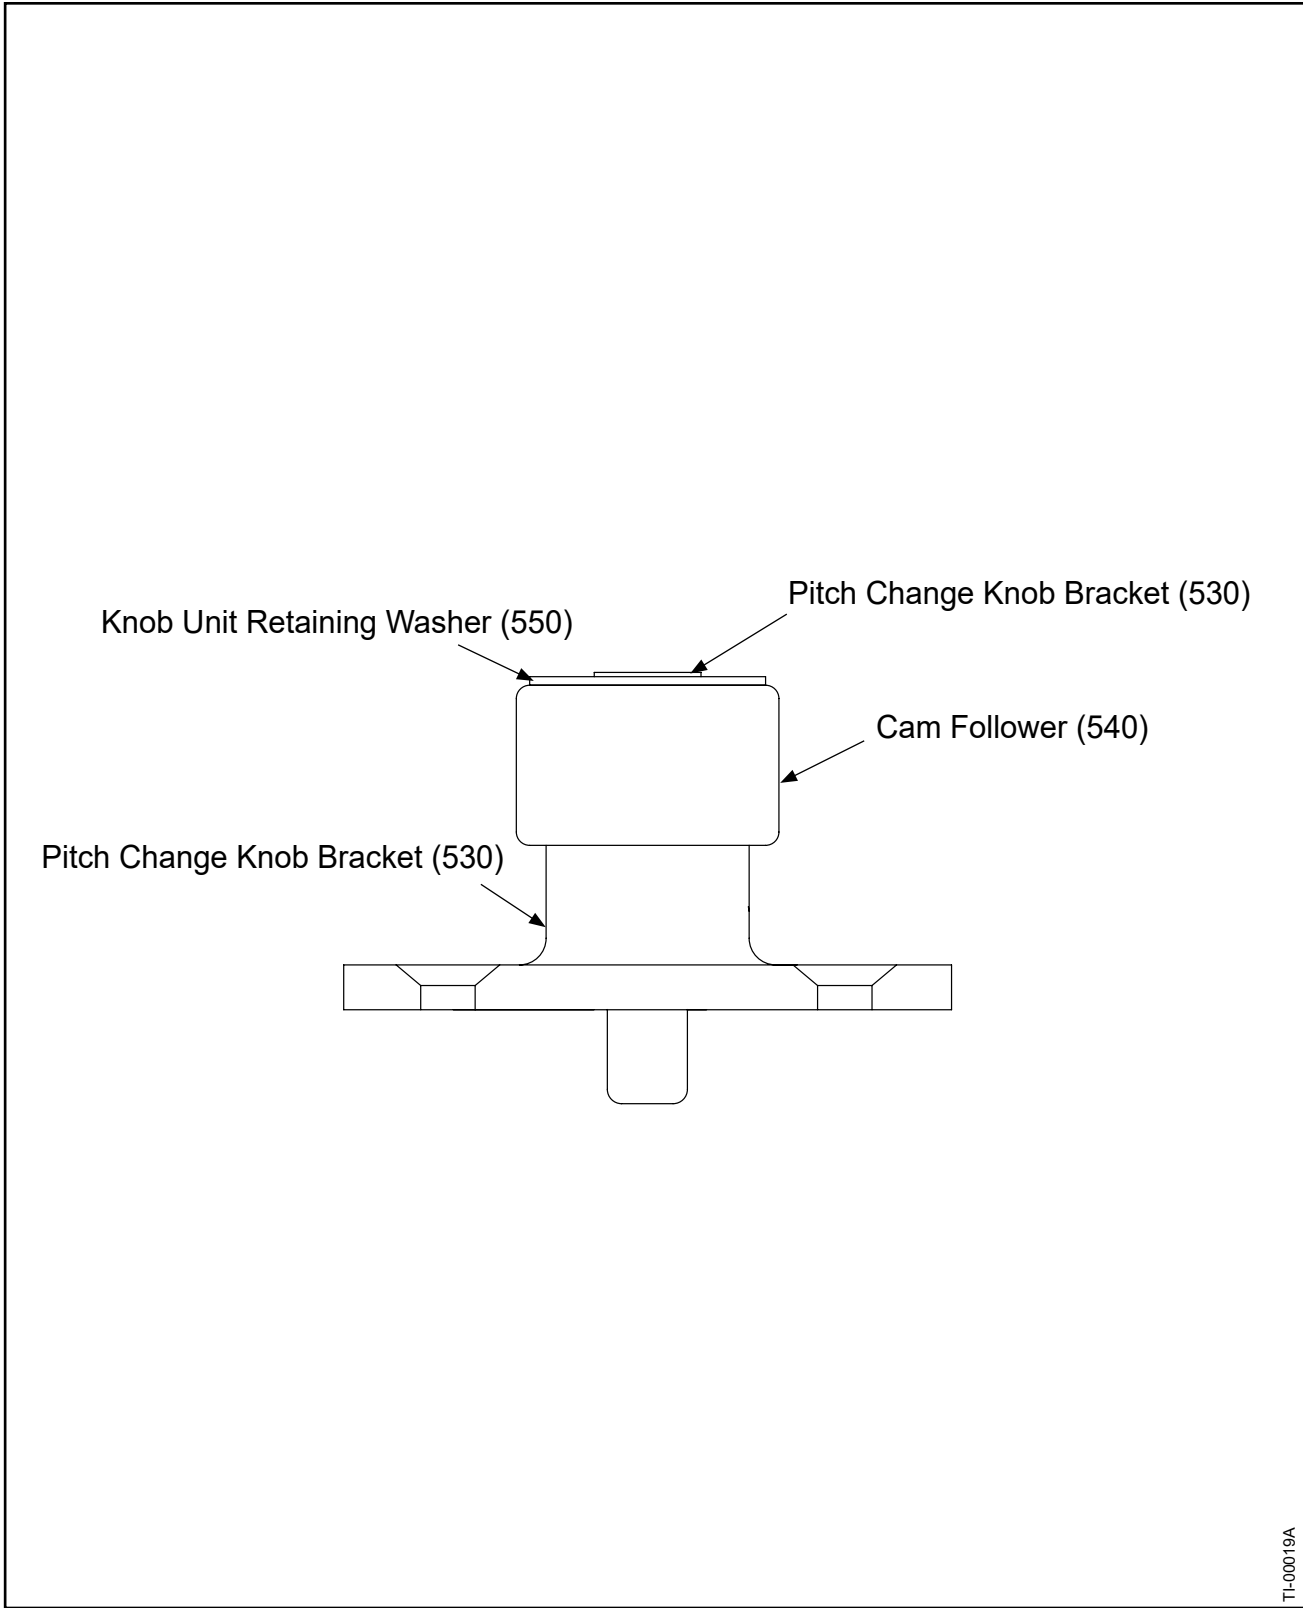 Pitch Change Knob Bracket (530)
Knob Unit Retaining Washer (550)
Cam Follower (540)
Pitch Change Knob Bracket (530)
TI-00019A